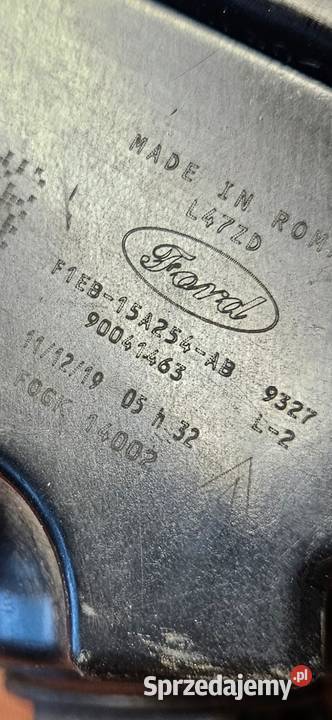 MADE IN ROM
L47ZD
Ford
F1EB-15A254-AB 9327
90041463 L-2
11/12/19 05 h 32
FOGK 14002
Sprzedajemy.pl